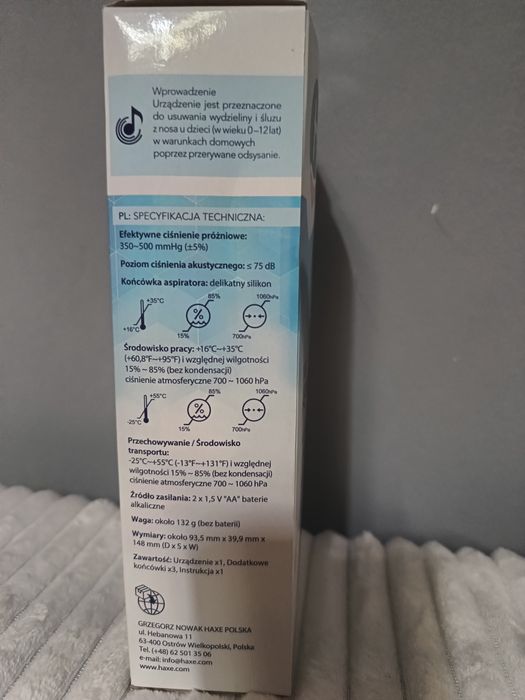 Wprowadzenie
Urządzenie jest przeznaczone
do usuwania wydzieliny i śluzu
z nosa u dzieci (w wieku 0-12 lat)
w warunkach domowych
poprzez przerywane odsysanie.
PL: SPECYFIKACJA TECHNICZNA:
Efektywne ciśnienie próżniowe:
350~500 mmHg (±5%)
Poziom ciśnienia akustycznego: ≤ 75 dB
Końcówka aspiratora: delikatny silikon
+35°C 85% 1060hPa
%
+16°C 15% 700hPa
Środowisko pracy: +16°C~+35°C
(+60,8°F~+95°F) i względnej wilgotności
15% ~ 85% (bez kondensacji)
ciśnienie atmosferyczne 700 ~ 1060 hPa
+55°C 85% 1060hPa
%
-25°C 15% 700hPa
Przechowywanie / Środowisko
transportu:
-25°C~+55°C (-13°F~+131°F) i względnej
wilgotności 15% ~ 85% (bez kondensacji)
ciśnienie atmosferyczne 700 ~ 1060 hPa
Źródło zasilania: 2 x 1,5 V "AA" baterie
alkaliczne
Waga: około 132 g (bez baterii)
Wymiary: około 93,5 mm x 39,9 mm x
148 mm (D x S x W)
Zawartość: Urządzenie x1, Dodatkowe
końcówki x3, Instrukcja x1
GRZEGORZ NOWAK HAXE POLSKA
ul. Hebanowa 11
63-400 Ostrów Wielkopolski, Polska
Tel. (+48) 62 501 35 06
e-mail: info@haxe.com
www.haxe.com